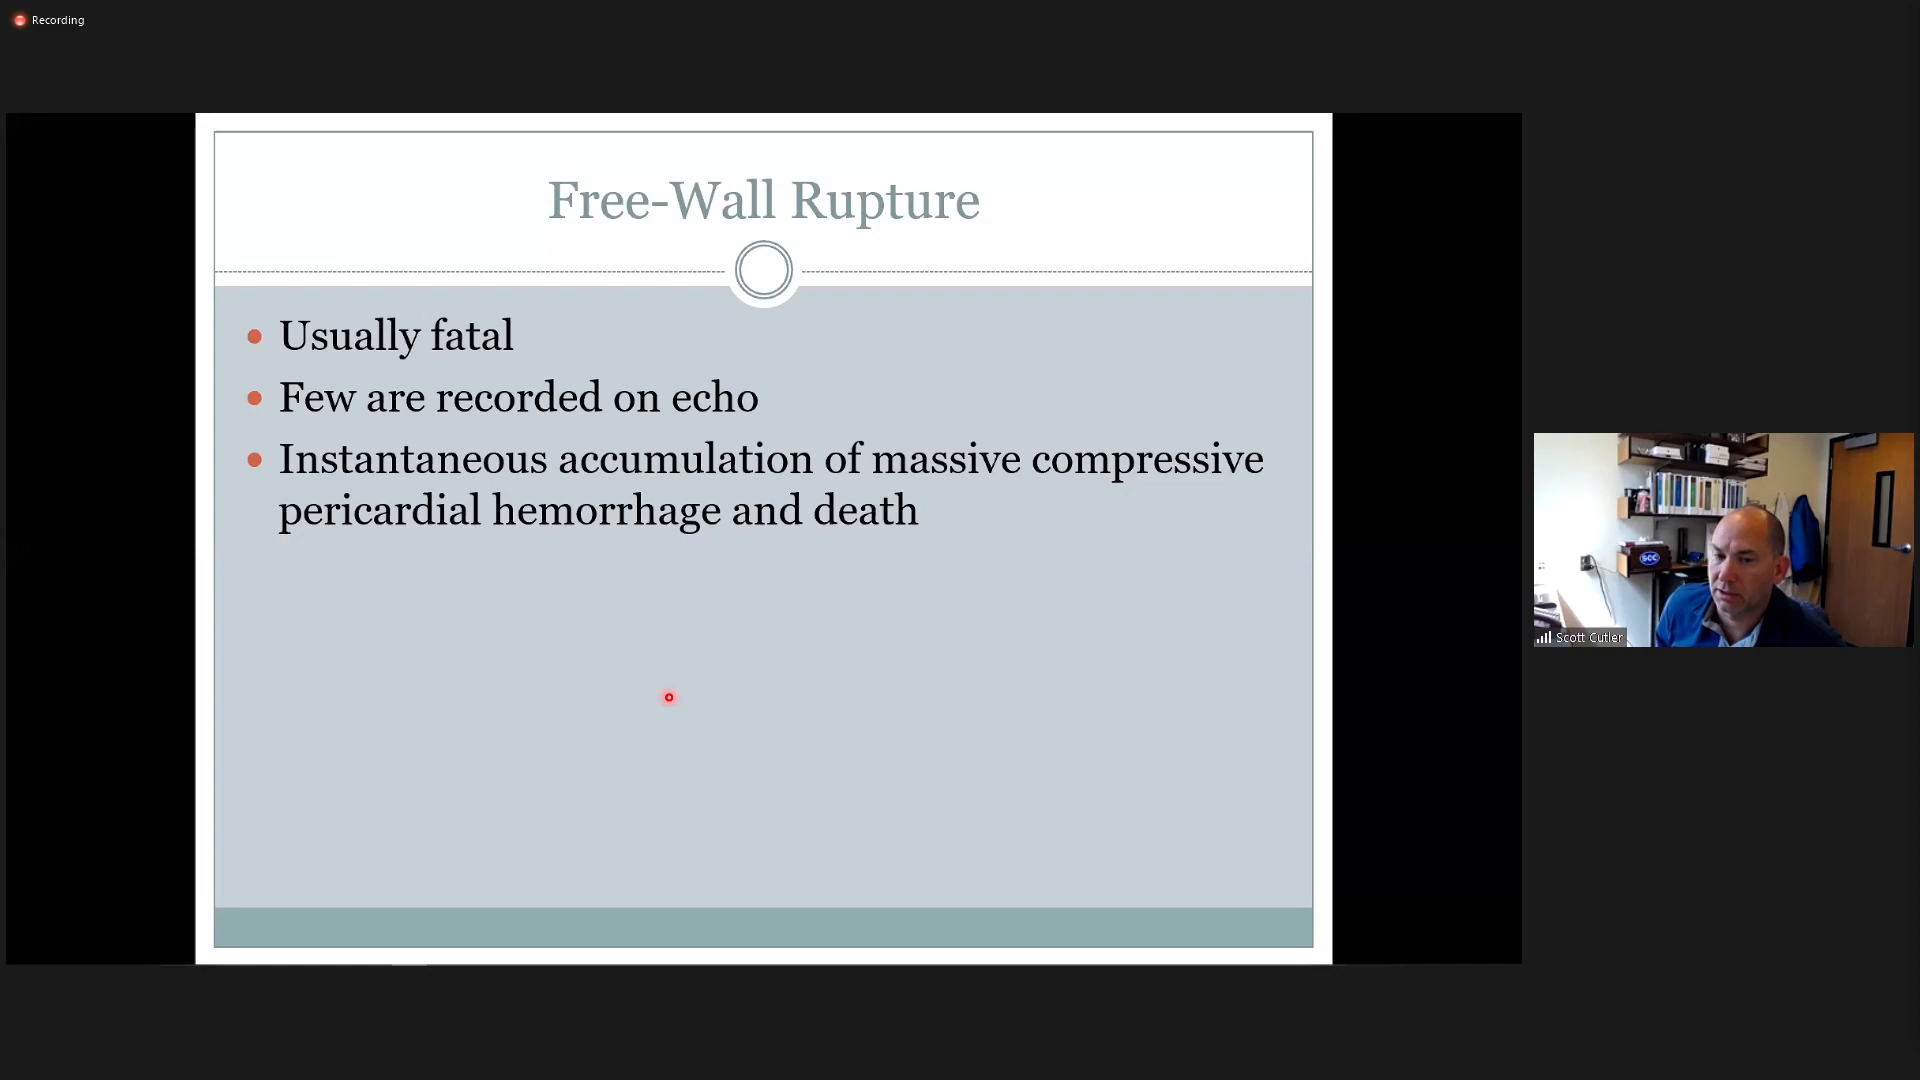 Recording
Free-Wall Rupture
Usually fatal
Few are recorded on echo
Instantaneous accumulation of massive compressive
pericardial hemorrhage and death
SCC
Scott Cutler